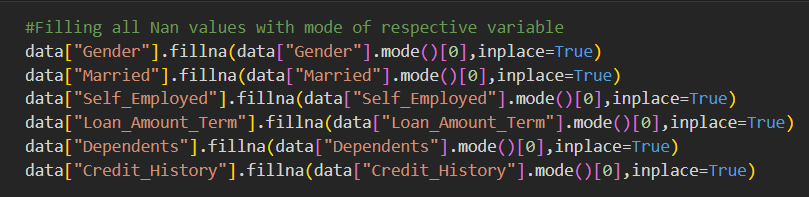 #Filling all Nan values with mode of respective variable
data["Gender"].fillna(data["Gender"].mode()[0],inplace=True)
data["Married"].fillna(data["Married"].mode()[0],inplace=True)
data["Self_Employed"].fillna(data["Self_Employed"].mode()[0],inplace=True)
data["Loan_Amount_Term"].fillna(data["Loan_Amount_Term"].mode()[0],inplace=True)
data["Dependents"].fillna(data["Dependents"].mode()[0],inplace=True)
data["Credit_History"].fillna(data["Credit_History"].mode()[0],inplace=True)